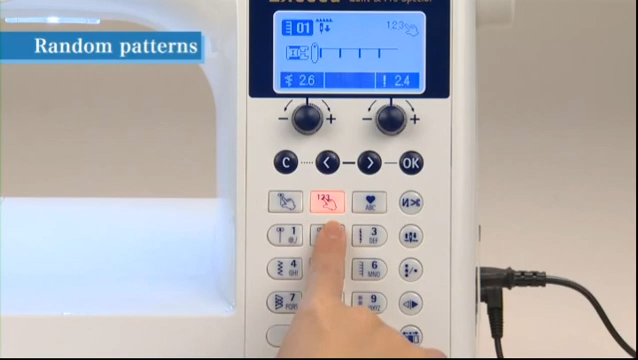 Random patterns
01
123
2.6
2.4
- +
- +
C
<
>
OK
123
ABC
1
@./
3
DEF
4
GHI
6
MNO
7
PQRS
9